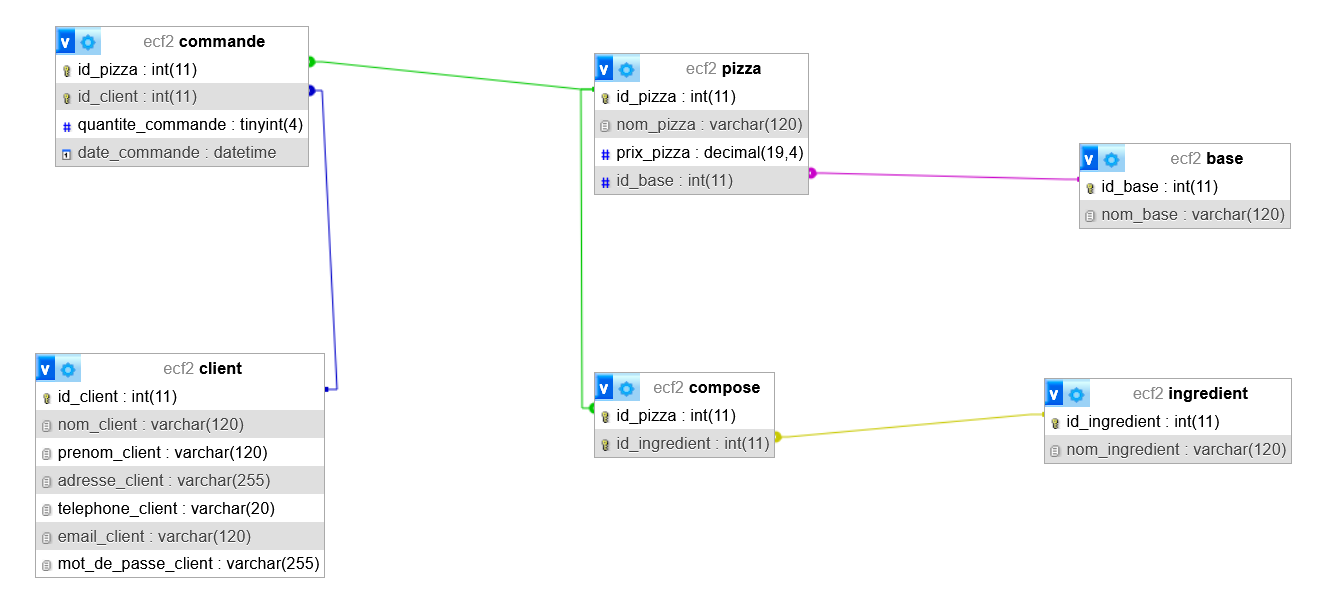 ecf2 commande
id_pizza : int(11)
id_client : int(11)
# quantite_commande : tinyint(4)
date_commande : datetime
ecf2 pizza
id_pizza : int(11)
nom_pizza : varchar(120)
# prix_pizza : decimal(19,4)
# id_base : int(11)
ecf2 base
id_base : int(11)
nom_base : varchar(120)
ecf2 client
id_client : int(11)
nom_client : varchar(120)
prenom_client : varchar(120)
adresse_client : varchar(255)
telephone_client : varchar(20)
email_client : varchar(120)
mot_de_passe_client : varchar(255)
ecf2 compose
id_pizza : int(11)
id_ingredient : int(11)
ecf2 ingredient
id_ingredient : int(11)
nom_ingredient : varchar(120)